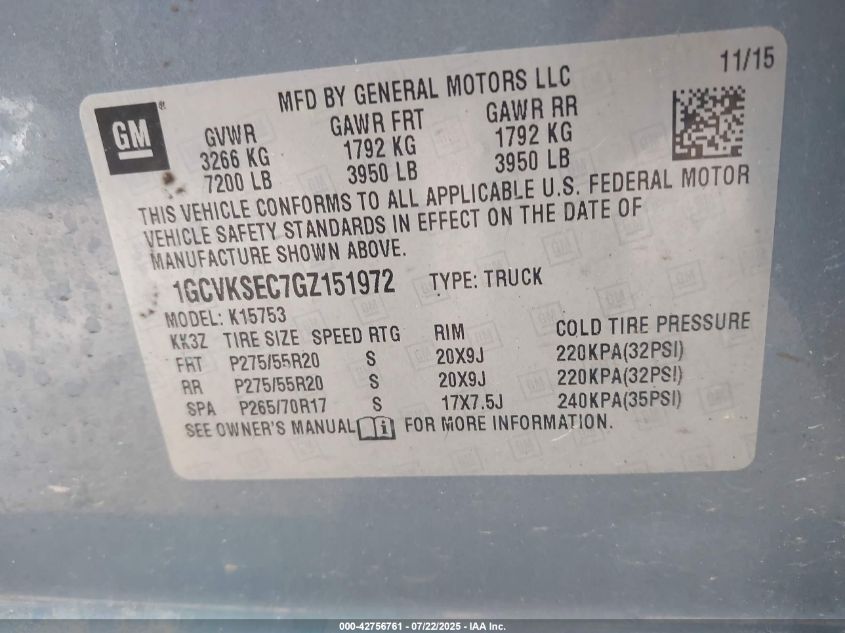 GM®
MFD BY GENERAL MOTORS LLC
11/15
GVWR GAWR FRT GAWR RR
3266 KG 1792 KG 1792 KG
7200 LB 3950 LB 3950 LB
THIS VEHICLE CONFORMS TO ALL APPLICABLE U.S. FEDERAL MOTOR
VEHICLE SAFETY STANDARDS IN EFFECT ON THE DATE OF
MANUFACTURE SHOWN ABOVE.
1GCVKSEC7GZ151972 TYPE: TRUCK
MODEL: K15753
KK3Z TIRE SIZE SPEED RTG RIM COLD TIRE PRESSURE
FRT P275/55R20 S 20X9J 220KPA(32PSI)
RR P275/55R20 S 20X9J 220KPA(32PSI)
SPA P265/70R17 S 17X7.5J 240KPA(35PSI)
SEE OWNER'S MANUAL i FOR MORE INFORMATION.
000-42756761 - 07/22/2025 - IAA Inc.